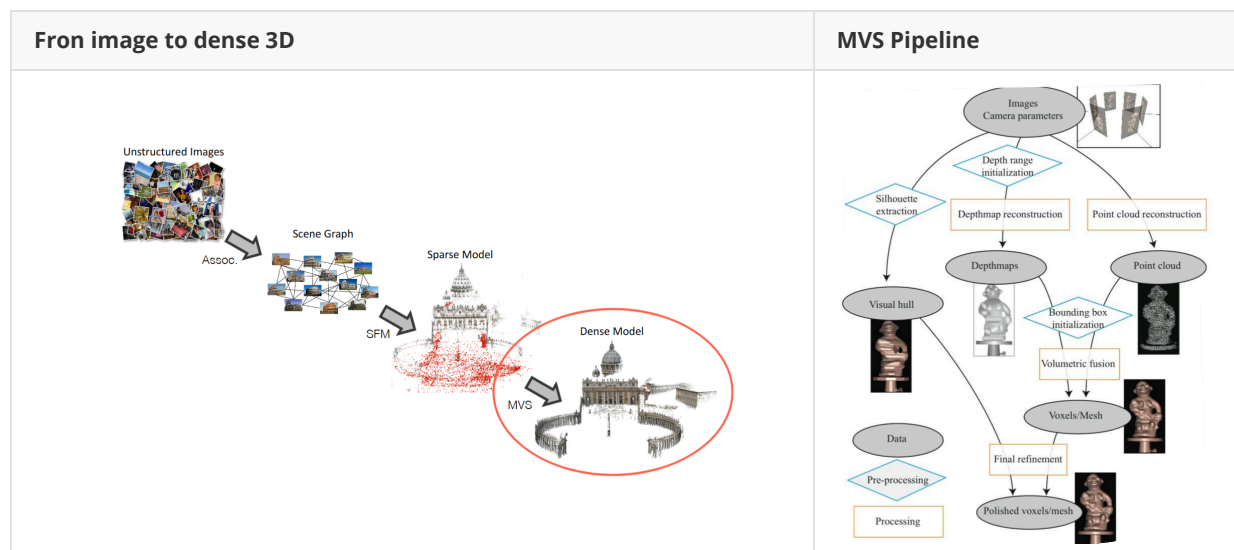 Fron image to dense 3D
MVS Pipeline
Unstructured Images
Assoc.
Scene Graph
SFM
Sparse Model
MVS
Dense Model
Images
Camera parameters
Depth range
initialization
Silhouette
extraction
Depthmap reconstruction
Point cloud reconstruction
Depthmaps
Point cloud
Visual hull
Bounding box
initialization
Volumetric fusion
Voxels/Mesh
Data
Final refinement
Pre-processing
Polished voxels/mesh
Processing